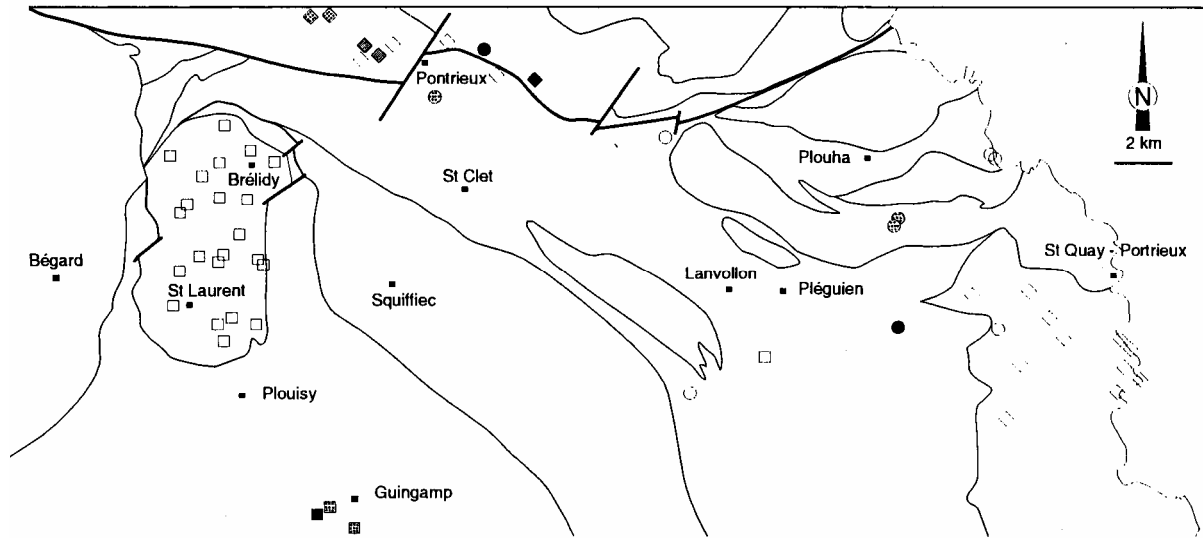 N
Pontrieux
2 km
Plouha
Brélidy
St Clet
St Quay - Portrieux
Bégard
Lanvollon
St Laurent
Squiffiec
Pléguien
Plouisy
Guingamp